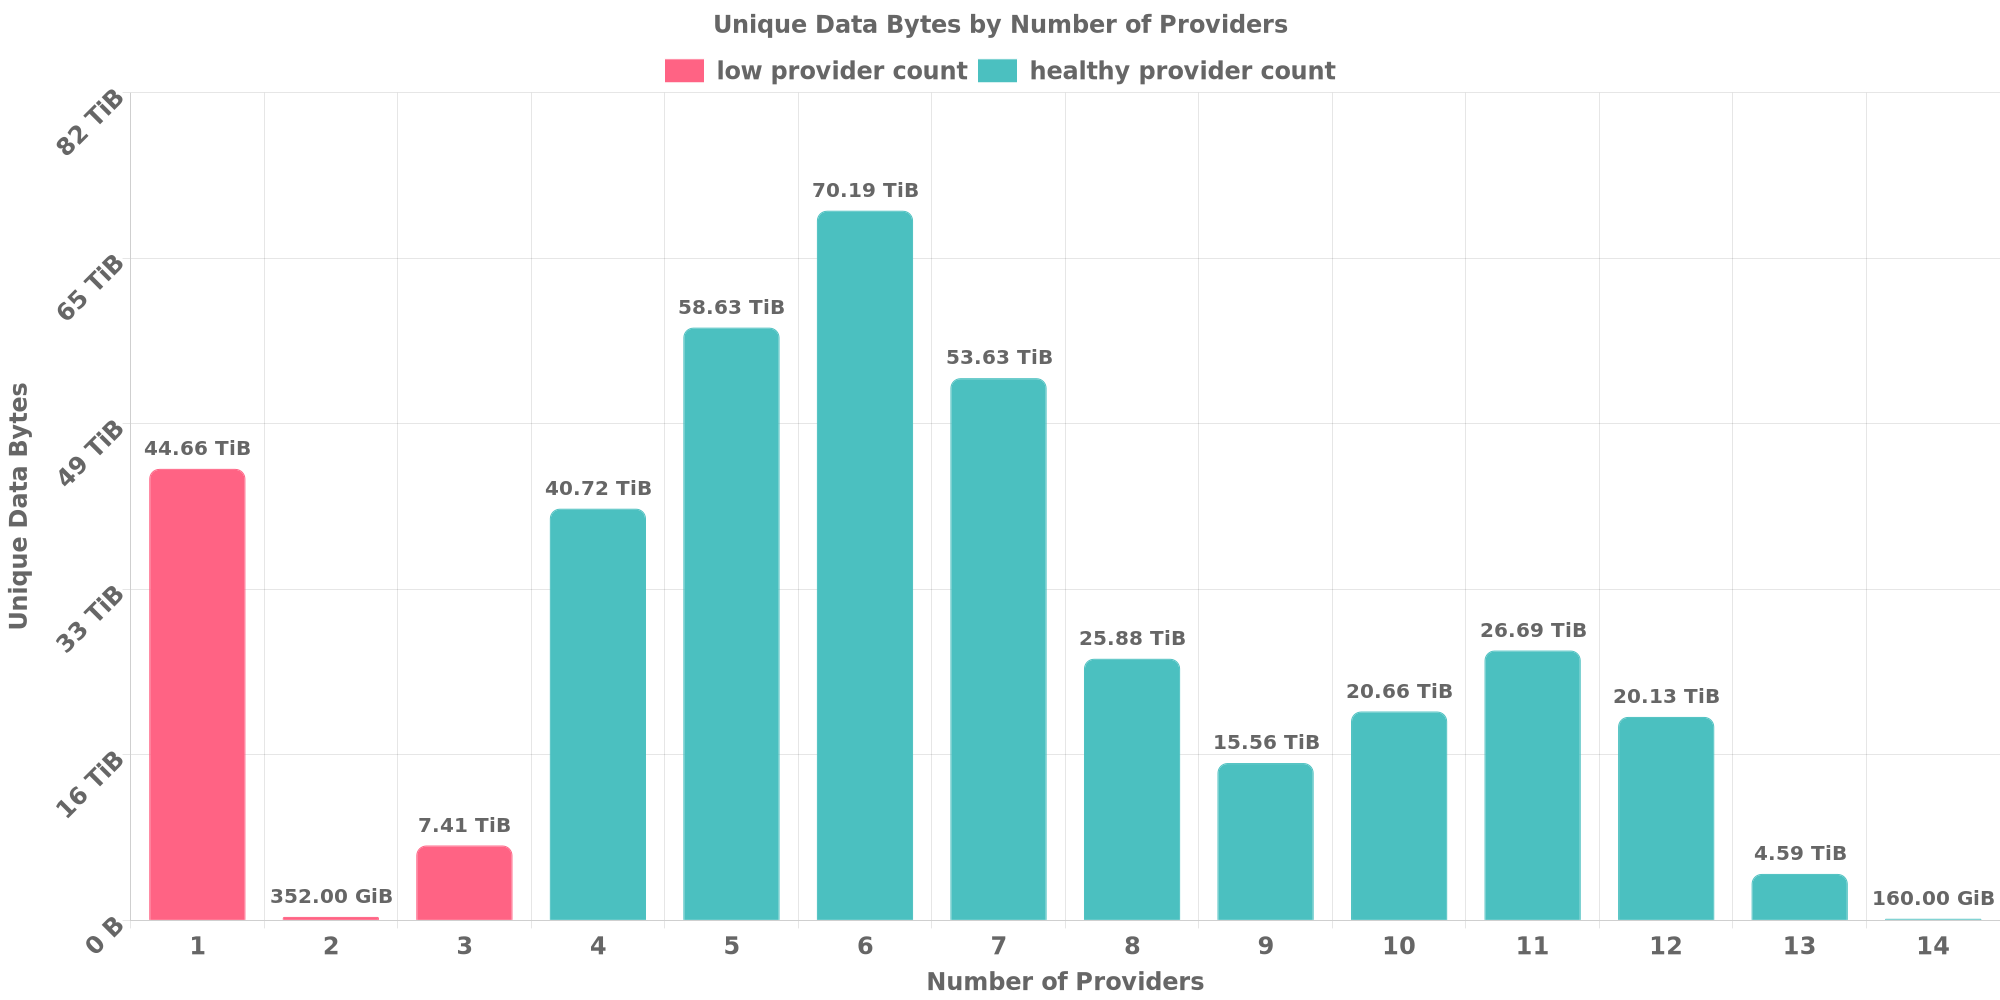 Unique Data Bytes by Number of Providers
low provider count healthy provider count
Unique Data Bytes
82 TiB
65 TiB
49 TiB
33 TiB
16 TiB
0 B
44.66 TiB
352.00 GiB
7.41 TiB
40.72 TiB
58.63 TiB
70.19 TiB
53.63 TiB
25.88 TiB
15.56 TiB
20.66 TiB
26.69 TiB
20.13 TiB
4.59 TiB
160.00 GiB
1 2 3 4 5 6 7 8 9 10 11 12 13 14
Number of Providers